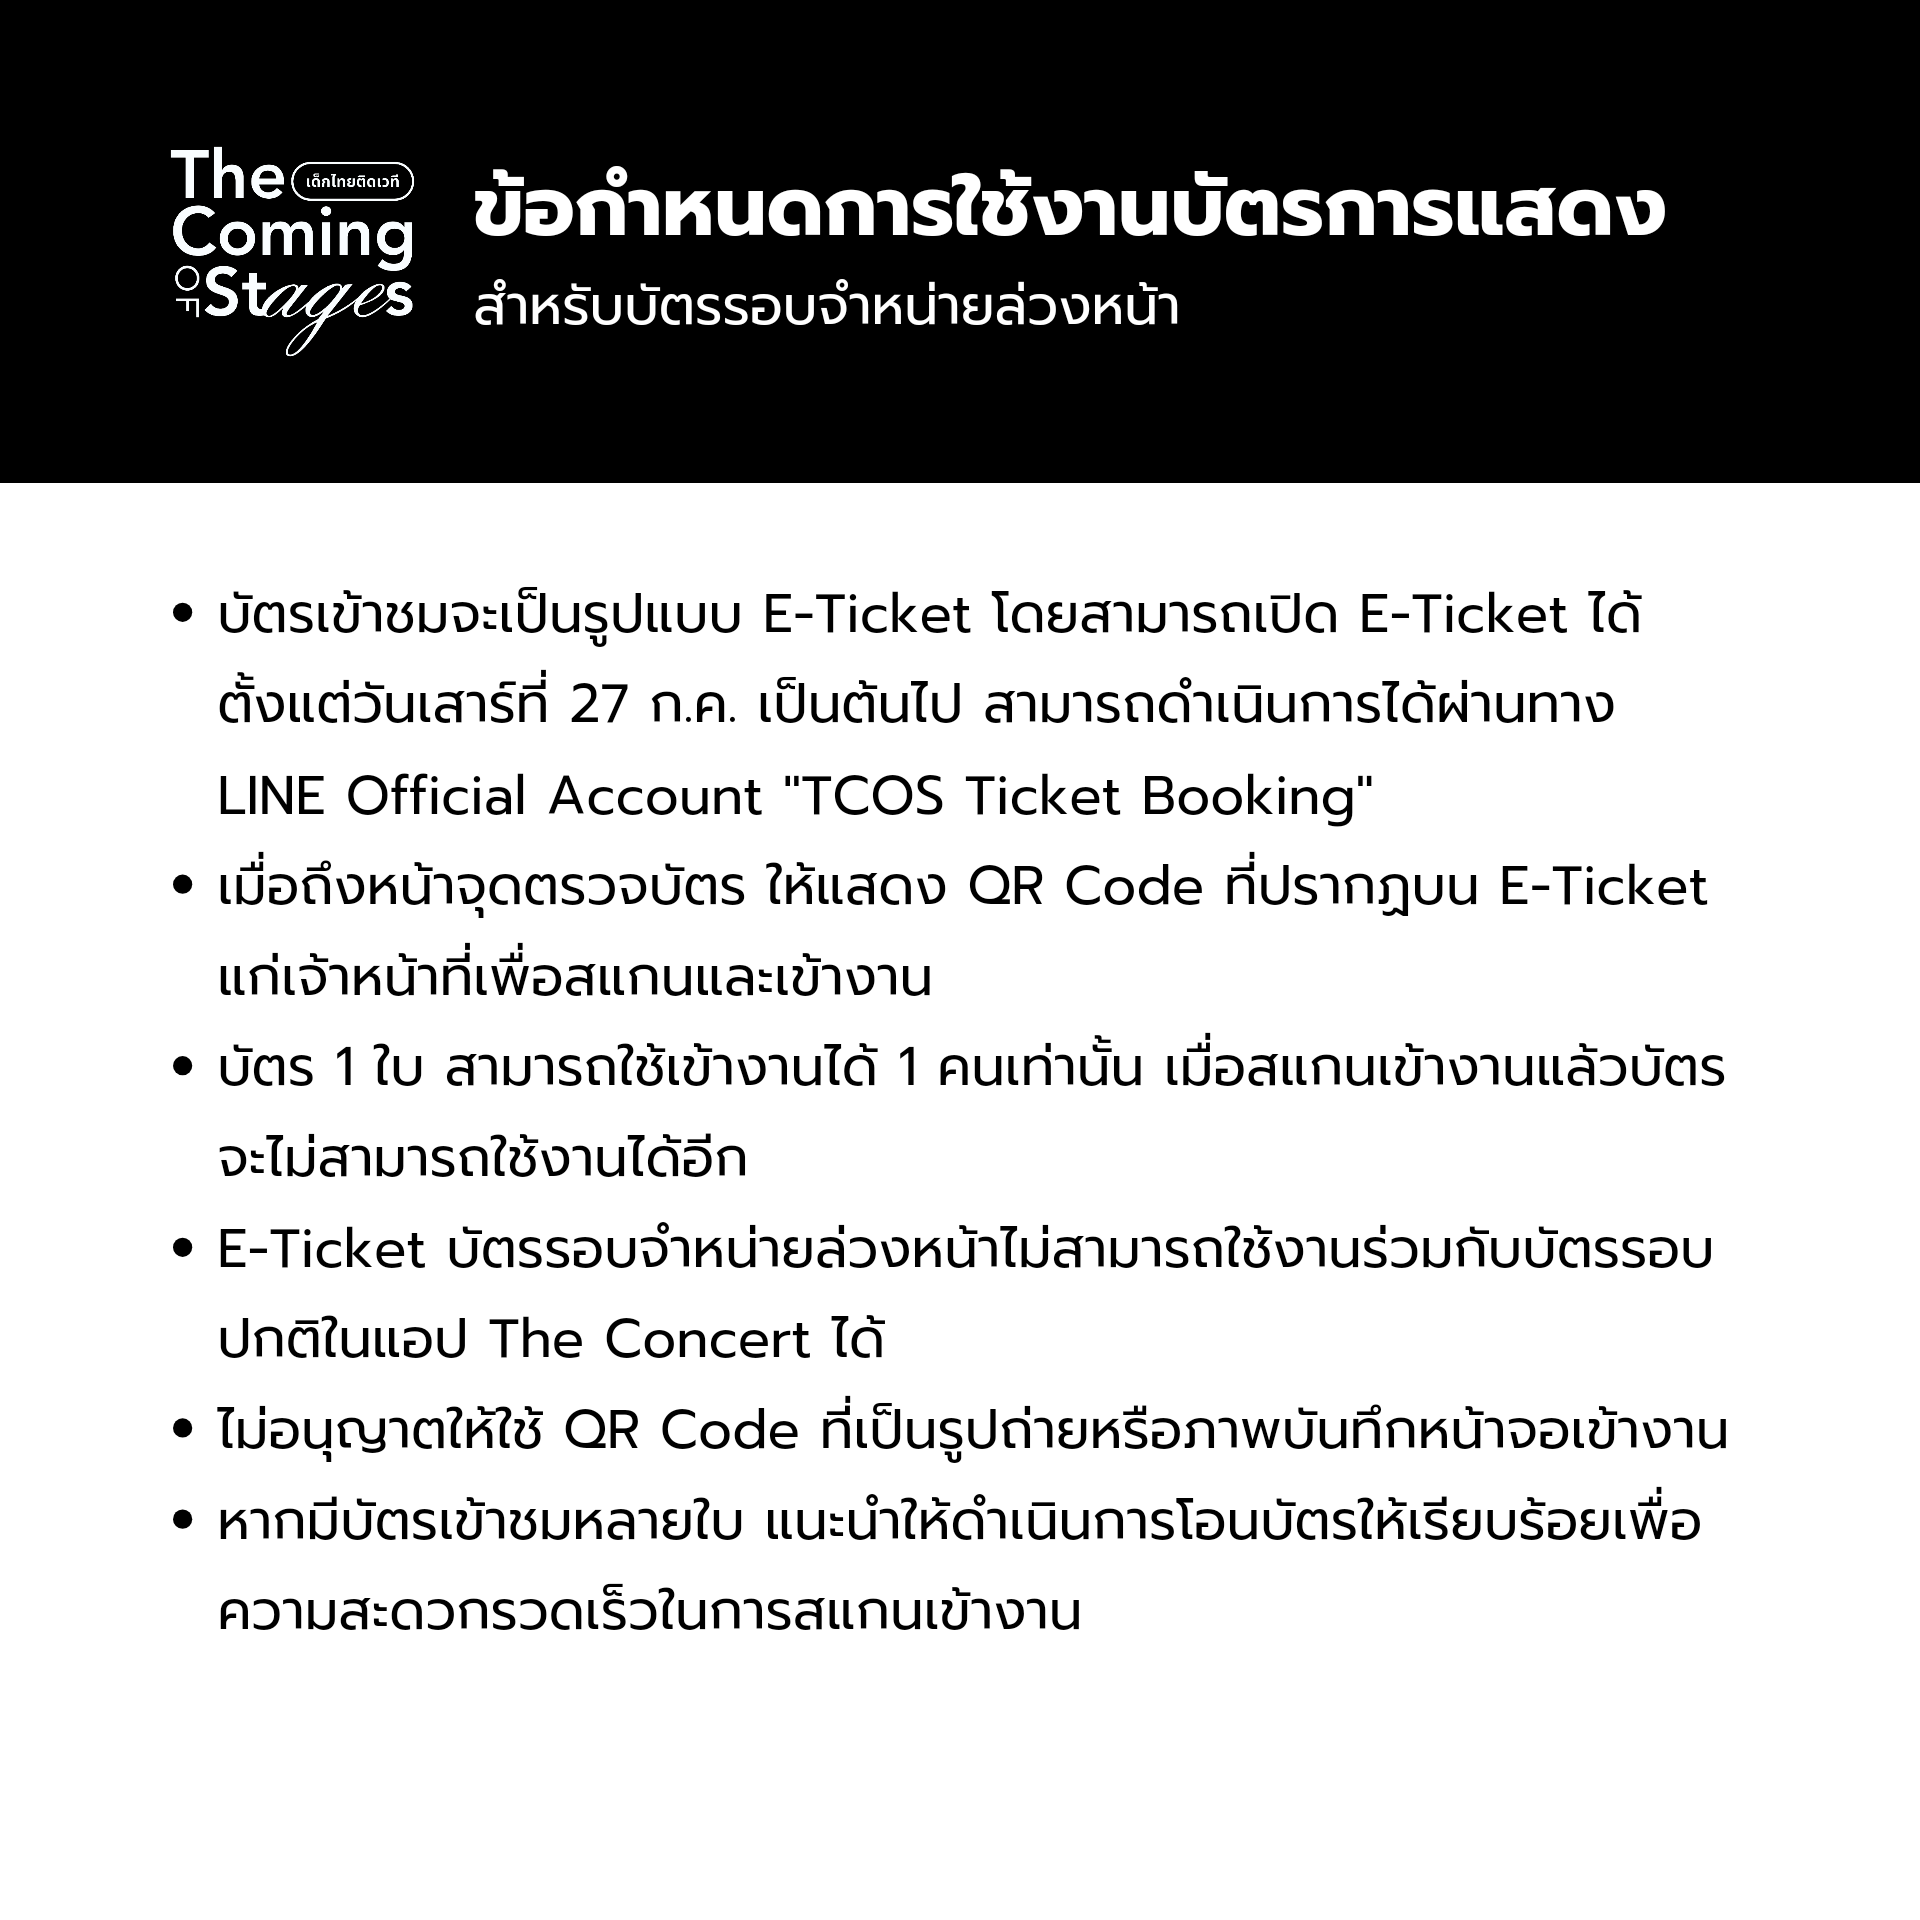 The เด็กไทยติดเวที
Coming
OF Stages
ข้อกำหนดการใช้งานบัตรการแสดง
สำหรับบัตรรอบจำหน่ายล่วงหน้า
• บัตรเข้าชมจะเป็นรูปแบบ E-Ticket โดยสามารถเปิด E-Ticket ได้
ตั้งแต่วันเสาร์ที่ 27 ก.ค. เป็นต้นไป สามารถดำเนินการได้ผ่านทาง
LINE Official Account "TCOS Ticket Booking"
• เมื่อถึงหน้าจุดตรวจบัตร ให้แสดง QR Code ที่ปรากฏบน E-Ticket
แก่เจ้าหน้าที่เพื่อสแกนและเข้างาน
• บัตร 1 ใบ สามารถใช้เข้างานได้ 1 คนเท่านั้น เมื่อสแกนเข้างานแล้วบัตร
จะไม่สามารถใช้งานได้อีก
• E-Ticket บัตรรอบจำหน่ายล่วงหน้าไม่สามารถใช้งานร่วมกับบัตรรอบ
ปกติในแอป The Concert ได้
• ไม่อนุญาตให้ใช้ QR Code ที่เป็นรูปถ่ายหรือภาพบันทึกหน้าจอเข้างาน
• หากมีบัตรเข้าชมหลายใบ แนะนำให้ดำเนินการโอนบัตรให้เรียบร้อยเพื่อ
ความสะดวกรวดเร็วในการสแกนเข้างาน